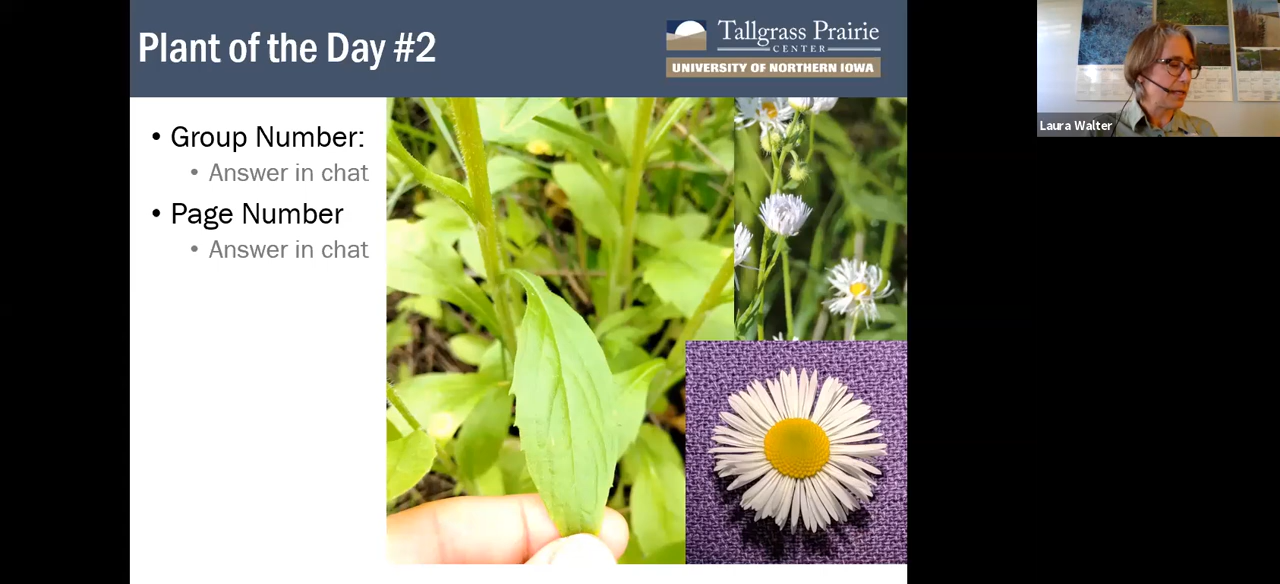 Plant of the Day #2
Tallgrass Prairie
CENTER
UNIVERSITY OF NORTHERN IOWA
• Group Number:
• Answer in chat
• Page Number
• Answer in chat
Laura Walter